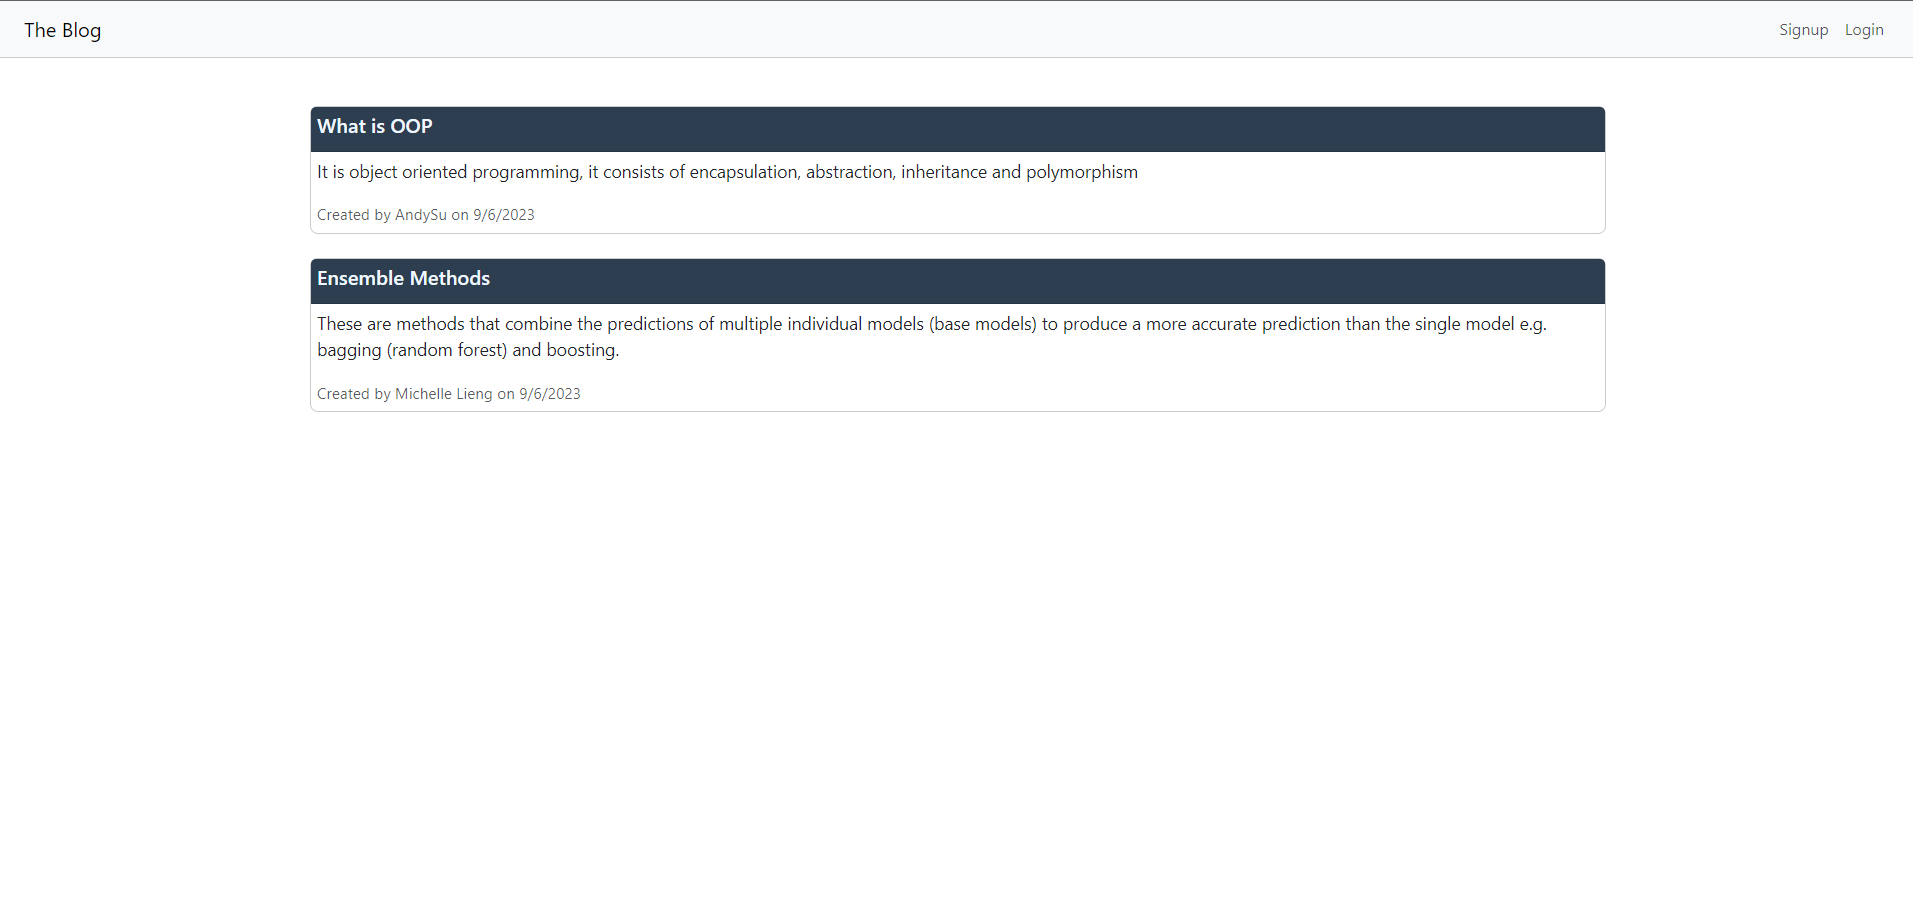 The Blog
Signup Login
What is OOP
It is object oriented programming, it consists of encapsulation, abstraction, inheritance and polymorphism
Created by AndySu on 9/6/2023
Ensemble Methods
These are methods that combine the predictions of multiple individual models (base models) to produce a more accurate prediction than the single model e.g.
bagging (random forest) and boosting.
Created by Michelle Lieng on 9/6/2023